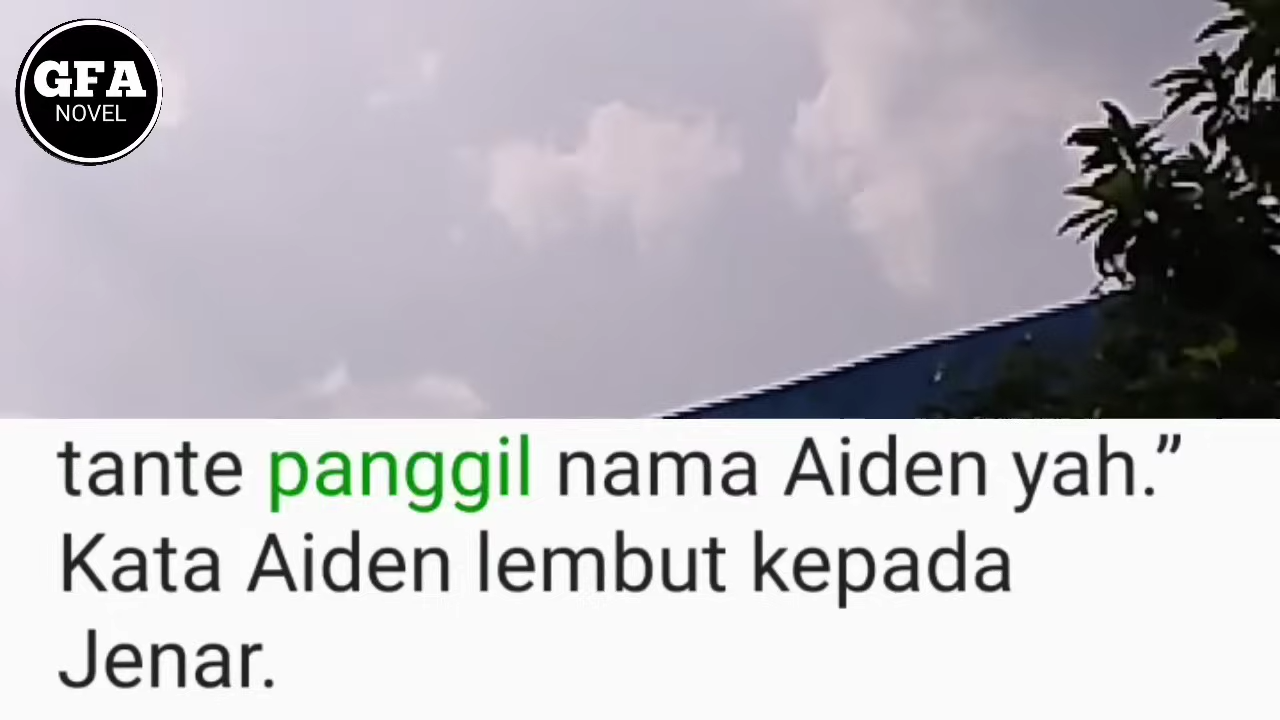 GFA
NOVEL
tante panggil nama Aiden yah.”
Kata Aiden lembut kepada
Jenar.